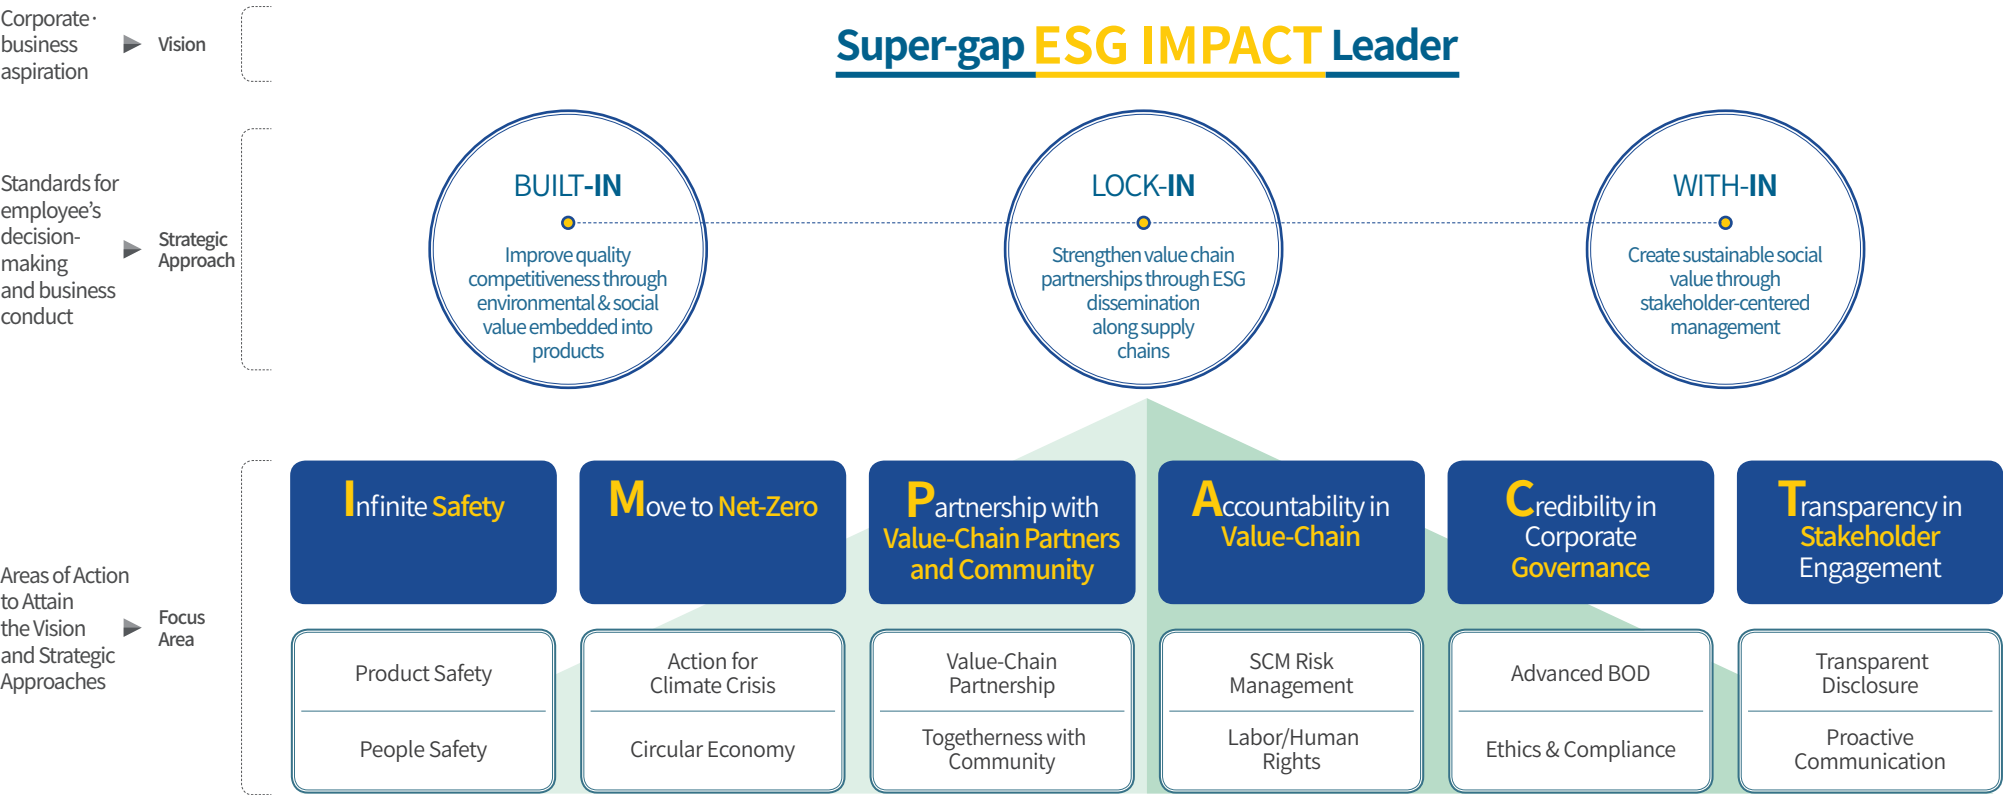 Corporate·
business
aspiration
Vision
Super-gap ESG IMPACT Leader
Standards for
employee’s
decision-
making
and business
conduct
Strategic
Approach
BUILT-IN
Improve quality
competitiveness through
environmental & social
value embedded into
products
LOCK-IN
Strengthen value chain
partnerships through ESG
dissemination
along supply
chains
WITH-IN
Create sustainable social
value through
stakeholder-centered
management
Areas of Action
to Attain
the Vision
and Strategic
Approaches
Focus
Area
Infinite Safety
Product Safety
People Safety
Move to Net-Zero
Action for
Climate Crisis
Circular Economy
Partnership with
Value-Chain Partners
and Community
Value-Chain
Partnership
Togetherness with
Community
Accountability in
Value-Chain
SCM Risk
Management
Labor/Human
Rights
Credibility in
Corporate
Governance
Advanced BOD
Ethics & Compliance
Transparency in
Stakeholder
Engagement
Transparent
Disclosure
Proactive
Communication